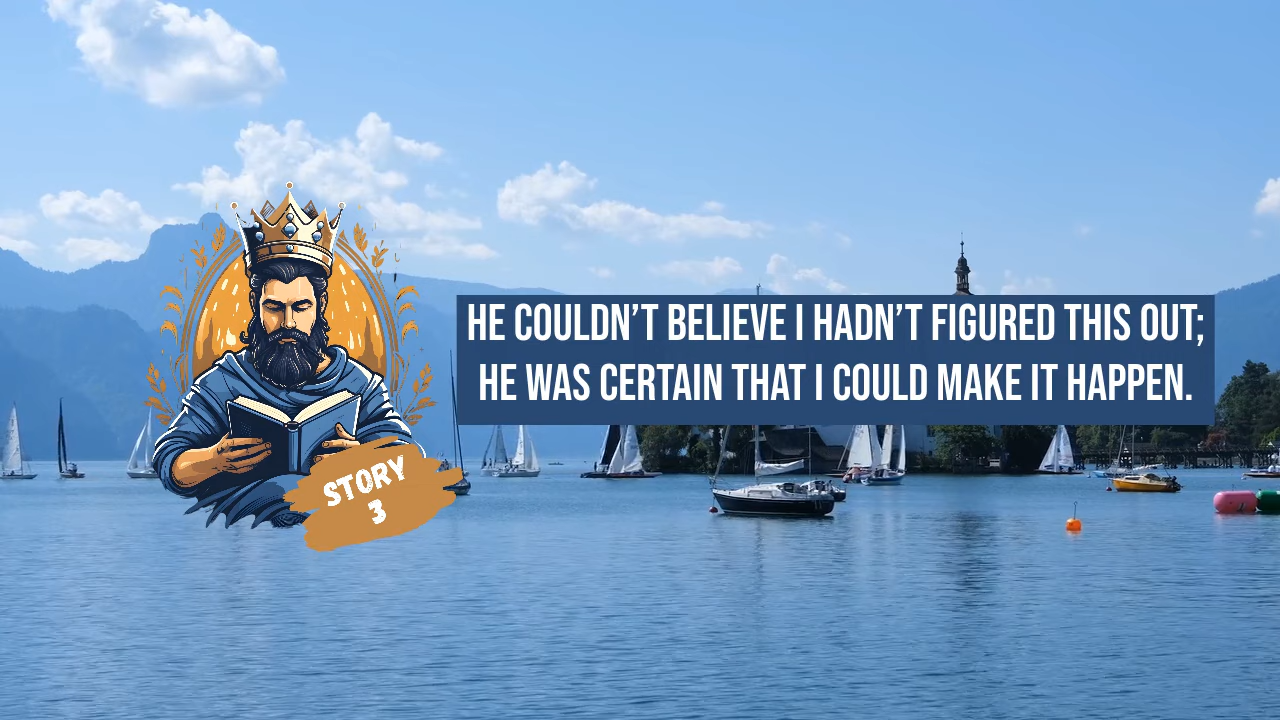 HE COULDN’T BELIEVE I HADN’T FIGURED THIS OUT;
HE WAS CERTAIN THAT I COULD MAKE IT HAPPEN.
STORY
3